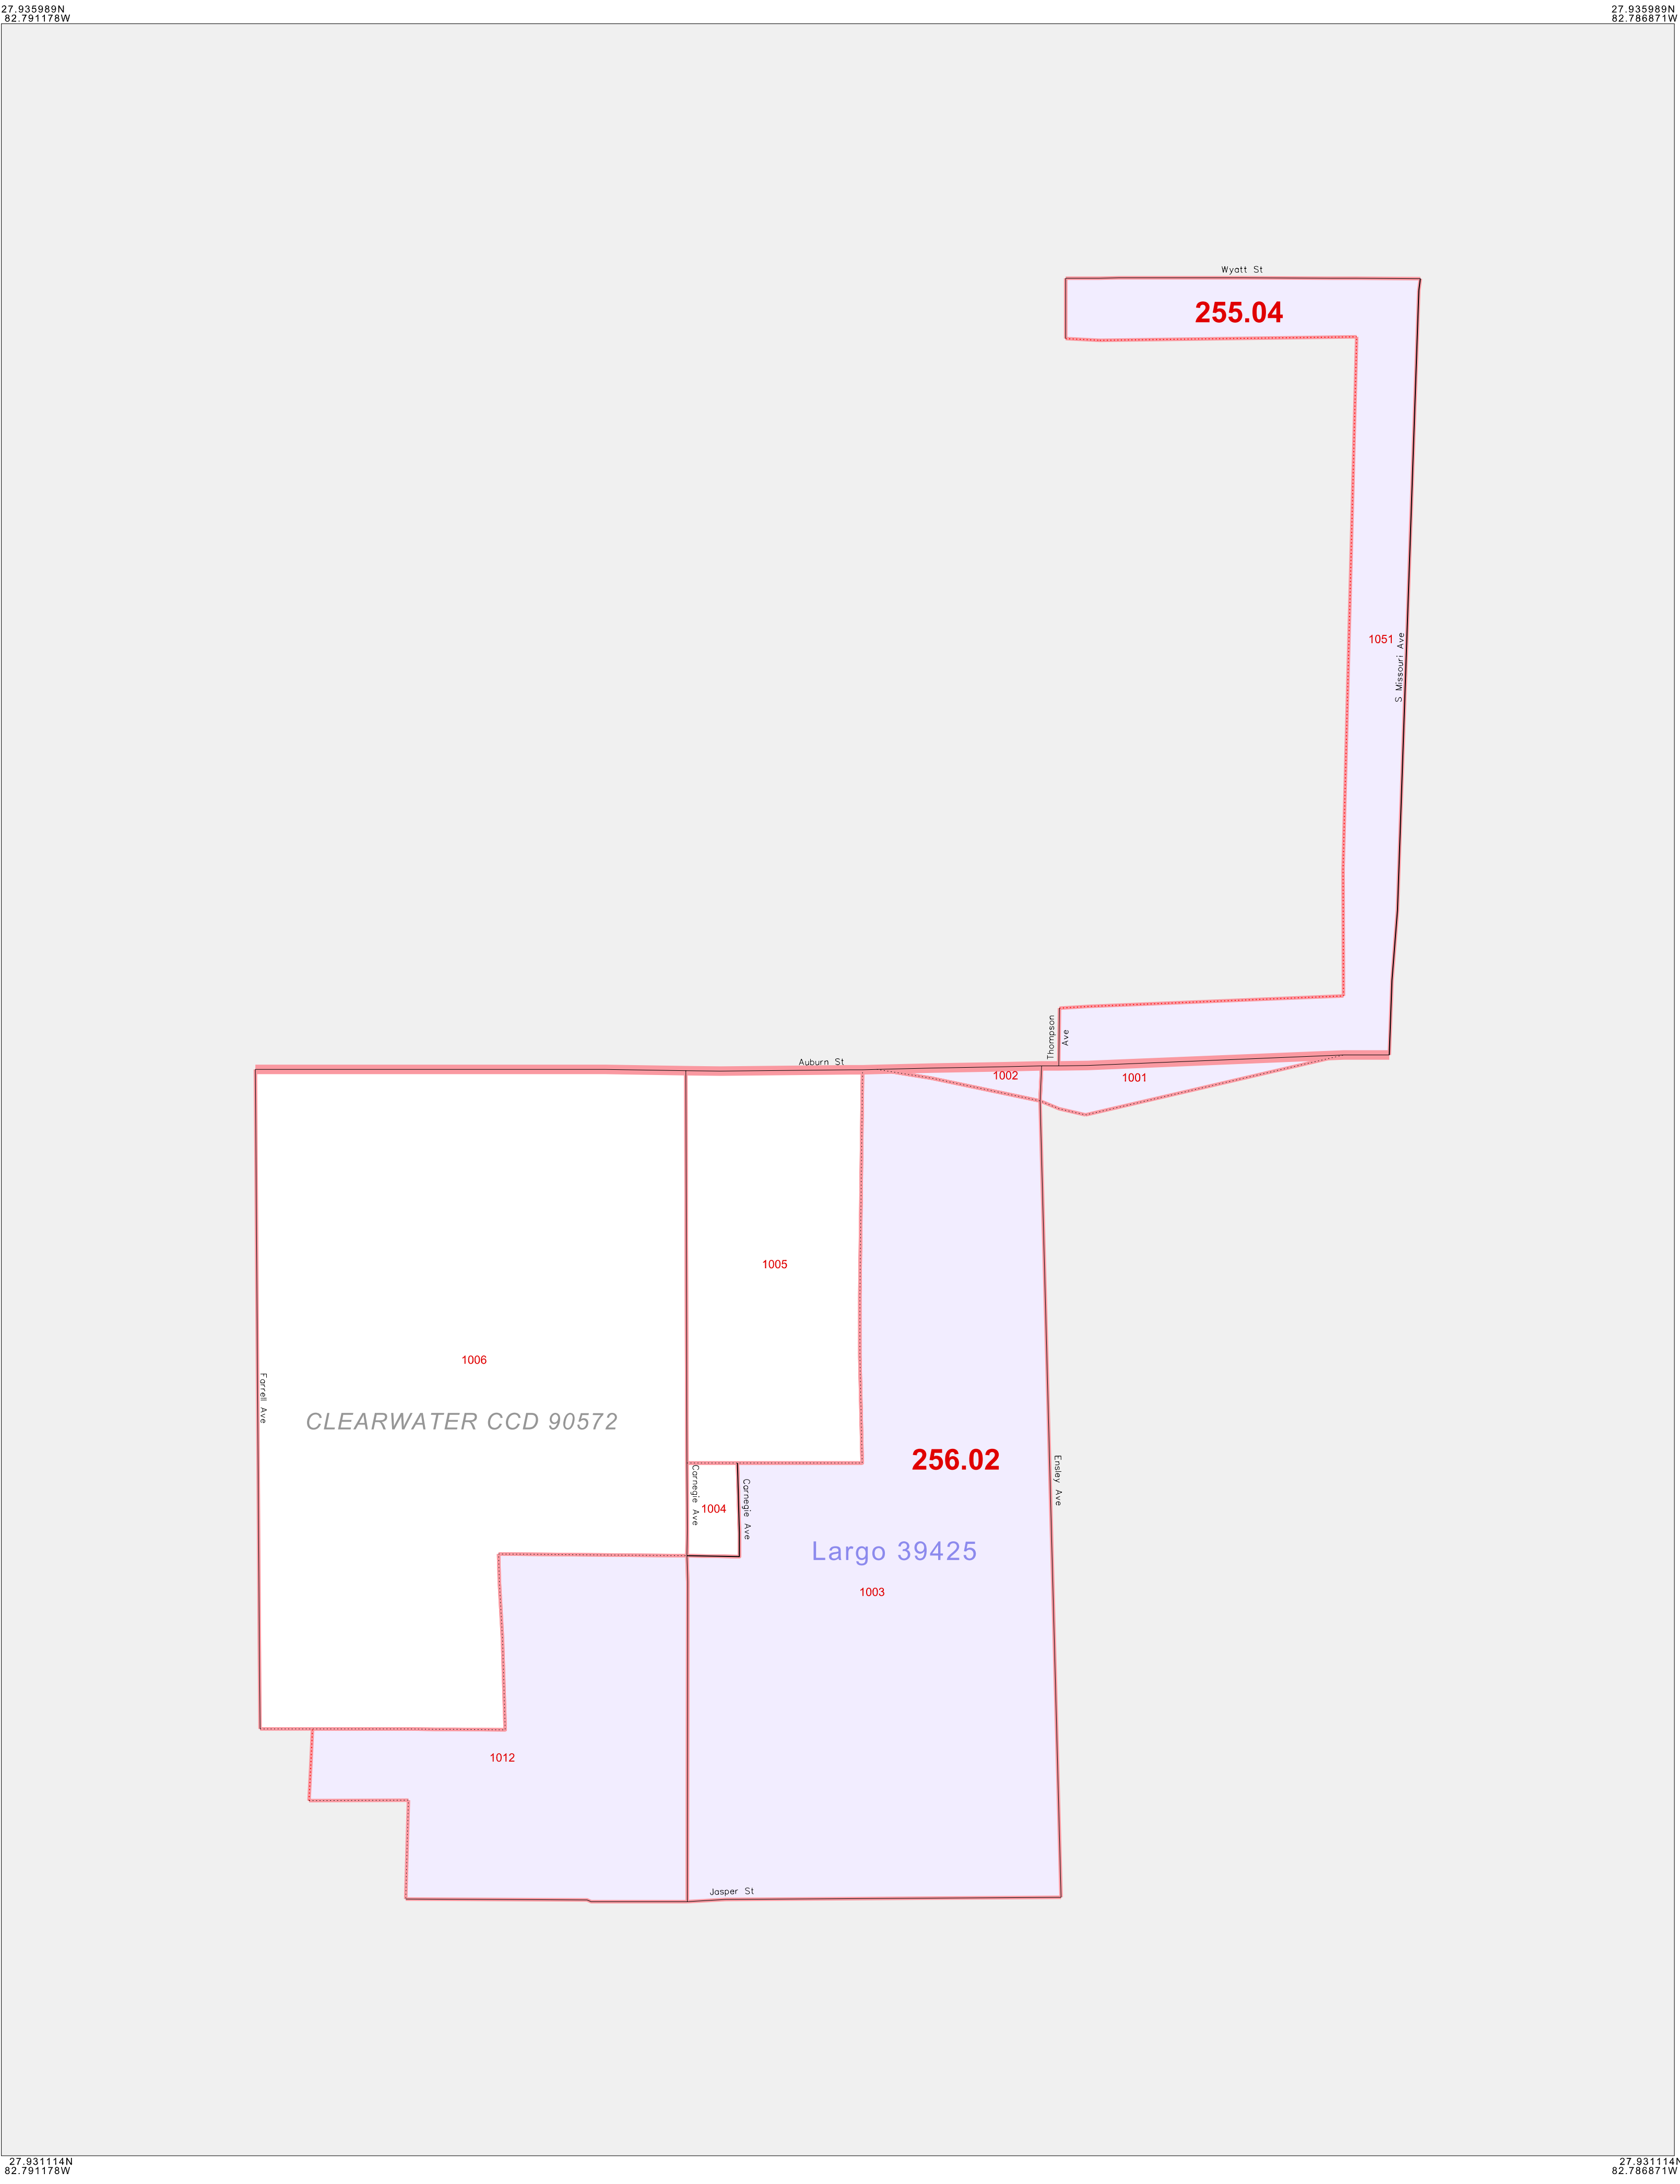 27.935989N
82.791178W
27.935989N
82.786871W
Wyatt St
255.04
1051
S Missouri Ave
Thompson
Ave
Auburn St
1002
1001
1005
1006
Farrell Ave
CLEARWATER CCD 90572
256.02
Ensley Ave
Carnegie Ave
1004
Carnegie Ave
Largo 39425
1003
1012
Jasper St
27.931114N
82.791178W
27.931114N
82.786871W